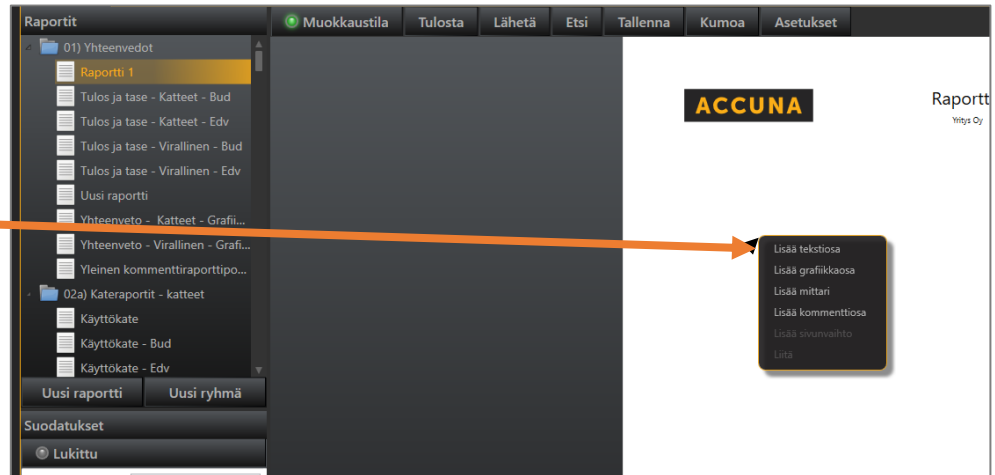 Raportit
01) Yhteenvedot
Raportti 1
Tulos ja tase - Katteet - Bud
Tulos ja tase - Katteet - Edv
Tulos ja tase - Virallinen - Bud
Tulos ja tase - Virallinen - Edv
Uusi raportti
Yhteenveto - Katteet - Grafii...
Yhteenveto - Virallinen - Grafi...
Yleinen kommenttiraporttipo...
02a) Kateraportit - katteet
Käyttökate
Käyttökate - Bud
Käyttökate - Edv
Uusi raportti Uusi ryhmä
Suodatukset
Lukittu
Muokkaustila Tulosta Lähetä Etsi Tallenna Kumoa Asetukset
ACCUNA
Raportt
Yritys Oy
Lisää tekstiosa
Lisää grafiikkaosa
Lisää mittari
Lisää kommenttiosa
Lisää sivunvaihto
Liitä